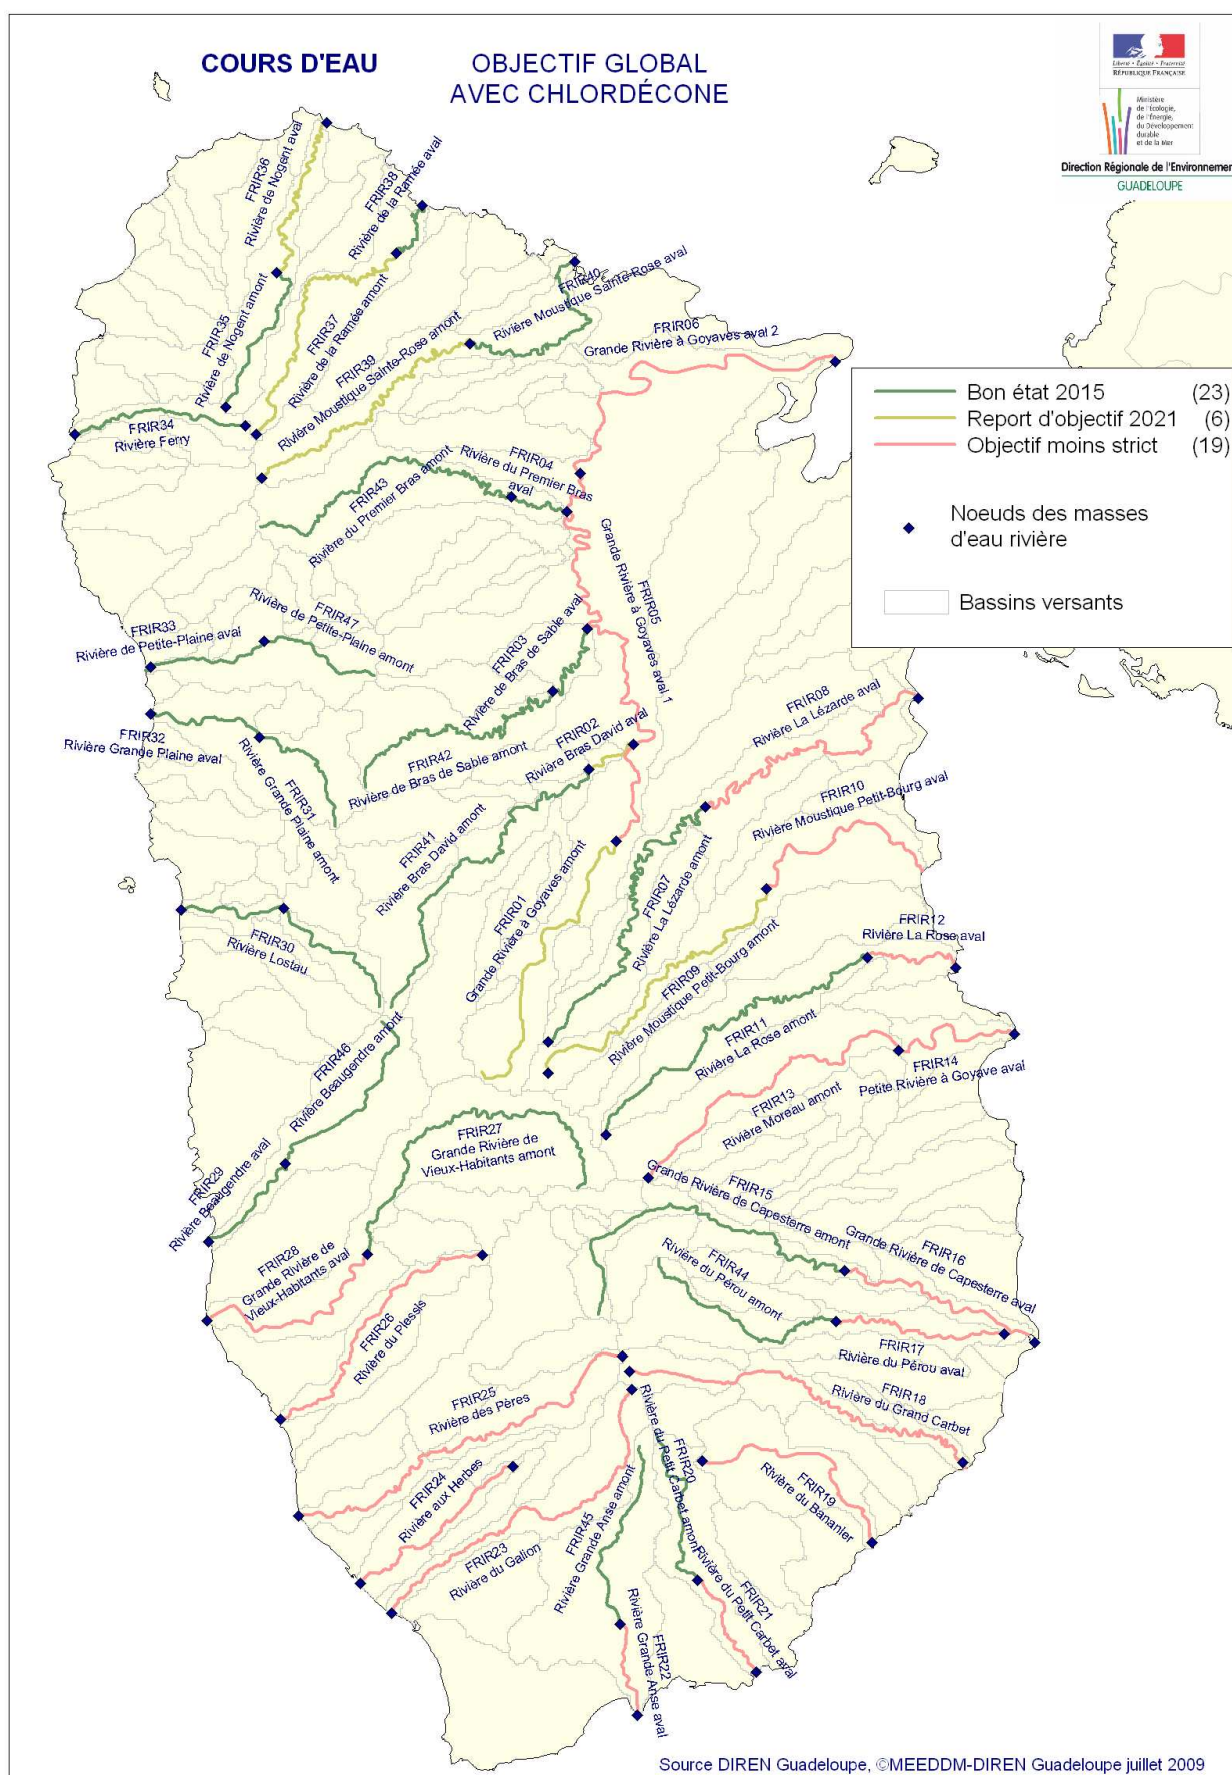 COURS D'EAU
OBJECTIF GLOBAL
AVEC CHLORDÉCONE
Liberté • Égalité • Fraternité
RÉPUBLIQUE FRANÇAISE
Ministère
de l'Écologie,
de l'Énergie,
du Développement
durable
et de la Mer
Direction Régionale de l'Environnement
GUADELOUPE
FRIR36
Rivière de Nogent aval
FRIR38
Rivière de la Ramée aval
FRIR35
Rivière de Nogent amont
FRIR37
Rivière de la Ramée amont
FRIR39
Rivière Moustique Sainte-Rose amont
FRIR40
Rivière Moustique Sainte-Rose aval
FRIR06
Grande Rivière à Goyaves aval 2
FRIR34
Rivière Ferry
FRIR43
Rivière du Premier Bras amont
FRIR04
Rivière du Premier Bras
aval
Bon état 2015 (23)
Report d'objectif 2021 (6)
Objectif moins strict (19)
Noeuds des masses
d'eau rivière
Bassins versants
FRIR05
Grande Rivière à Goyaves aval 1
FRIR33
Rivière de Petite-Plaine aval
FRIR47
Rivière de Petite-Plaine amont
FRIR03
Rivière de Bras de Sable aval
FRIR32
Rivière Grande Plaine aval
FRIR31
Rivière Grande Plaine amont
FRIR42
Rivière de Bras de Sable amont
FRIR02
Rivière Bras David aval
FRIR08
Rivière La Lézarde aval
FRIR41
Rivière Bras David amont
FRIR01
Grande Rivière à Goyaves amont
FRIR07
Rivière La Lézarde amont
FRIR10
Rivière Moustique Petit-Bourg aval
FRIR09
Rivière Moustique Petit-Bourg amont
FRIR12
Rivière La Rose aval
FRIR30
Rivière Lostau
FRIR11
Rivière La Rose amont
FRIR46
Rivière Beaugendre amont
FRIR13
Rivière Moreau amont
FRIR14
Petite Rivière à Goyave aval
FRIR27
Grande Rivière de
Vieux-Habitants amont
FRIR29
Rivière Beaugendre aval
FRIR15
Grande Rivière de Capesterre amont
FRIR16
Grande Rivière de Capesterre aval
FRIR28
Grande Rivière de
Vieux-Habitants aval
FRIR44
Rivière du Pérou amont
FRIR26
Rivière du Plessis
FRIR17
Rivière du Pérou aval
FRIR25
Rivière des Pères
FRIR18
Rivière du Grand Carbet
FRIR24
Rivière aux Herbes
FRIR20
Rivière du Petit Carbet amont
FRIR19
Rivière du Bananier
FRIR23
Rivière du Galion
FRIR45
Rivière Grande Anse amont
FRIR21
Rivière du Petit Carbet aval
FRIR22
Rivière Grande Anse aval
Source DIREN Guadeloupe, ©MEEDDM-DIREN Guadeloupe juillet 2009